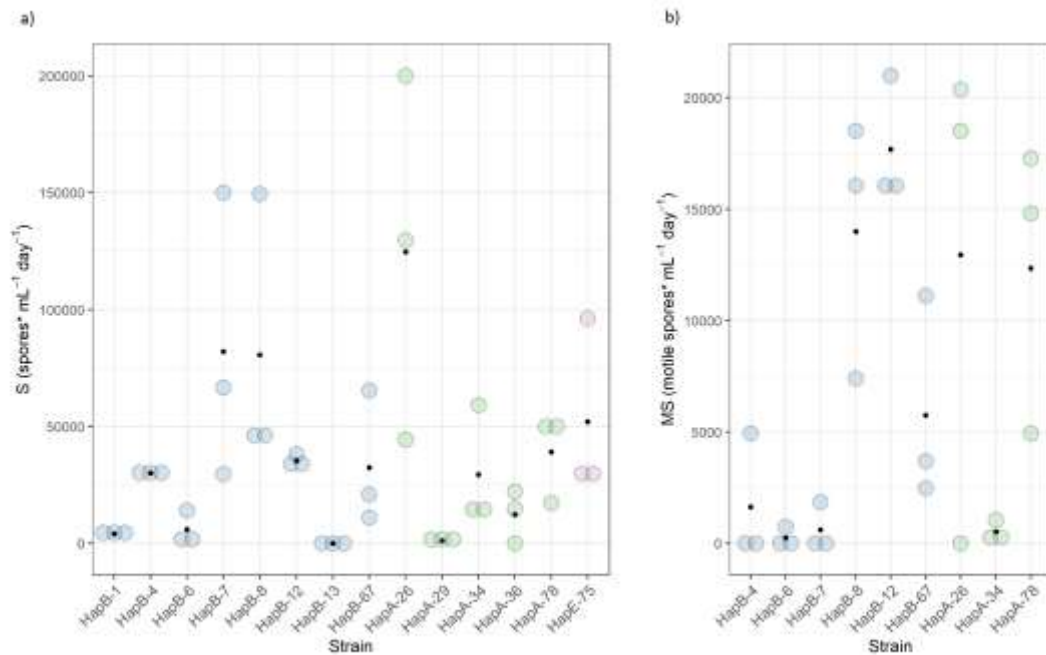 a)
200000
150000
100000
50000
0
S (spores* mL⁻¹ day⁻¹)
HapB-1
HapB-4
HapB-6
HapB-7
HapB-8
HapB-12
HapB-13
HapB-67
HapA-26
HapA-29
HapA-34
HapA-36
HapA-78
HapE-75
Strain
b)
20000
15000
10000
5000
0
MS (motile spores* mL⁻¹ day⁻¹)
HapB-4
HapB-6
HapB-7
HapB-8
HapB-12
HapB-67
HapA-26
HapA-34
HapA-78
Strain